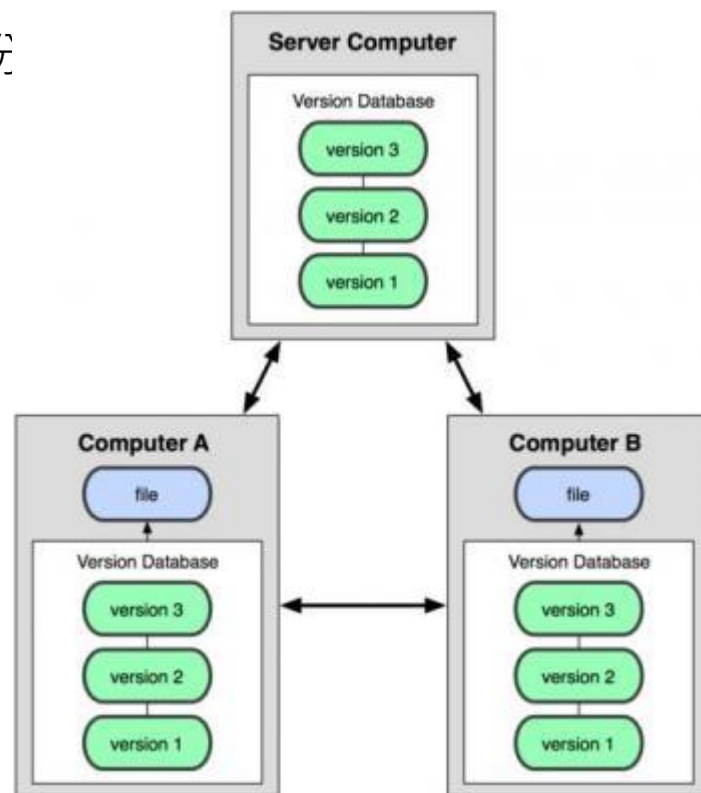 Server Computer
Version Database
version 3
version 2
version 1
Computer A
file
Version Database
version 3
version 2
version 1
Computer B
file
Version Database
version 3
version 2
version 1